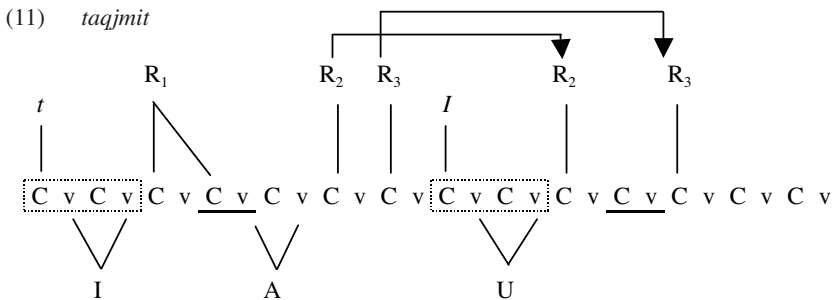 (11) taqjmit
R₁ R₂ R₃ R₂ R₃
t I
C v C v C v C v C v C v C v C v C v C v C v C v C v
I A U